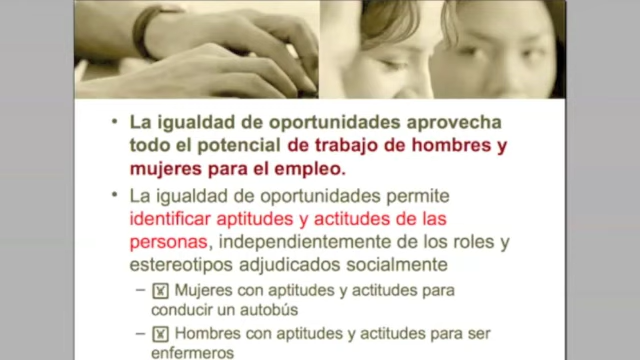 • La igualdad de oportunidades aprovecha
todo el potencial de trabajo de hombres y
mujeres para el empleo.
• La igualdad de oportunidades permite
identificar aptitudes y actitudes de las
personas, independientemente de los roles y
estereotipos adjudicados socialmente
– Mujeres con aptitudes y actitudes para
conducir un autobús
– Hombres con aptitudes y actitudes para ser
enfermeros